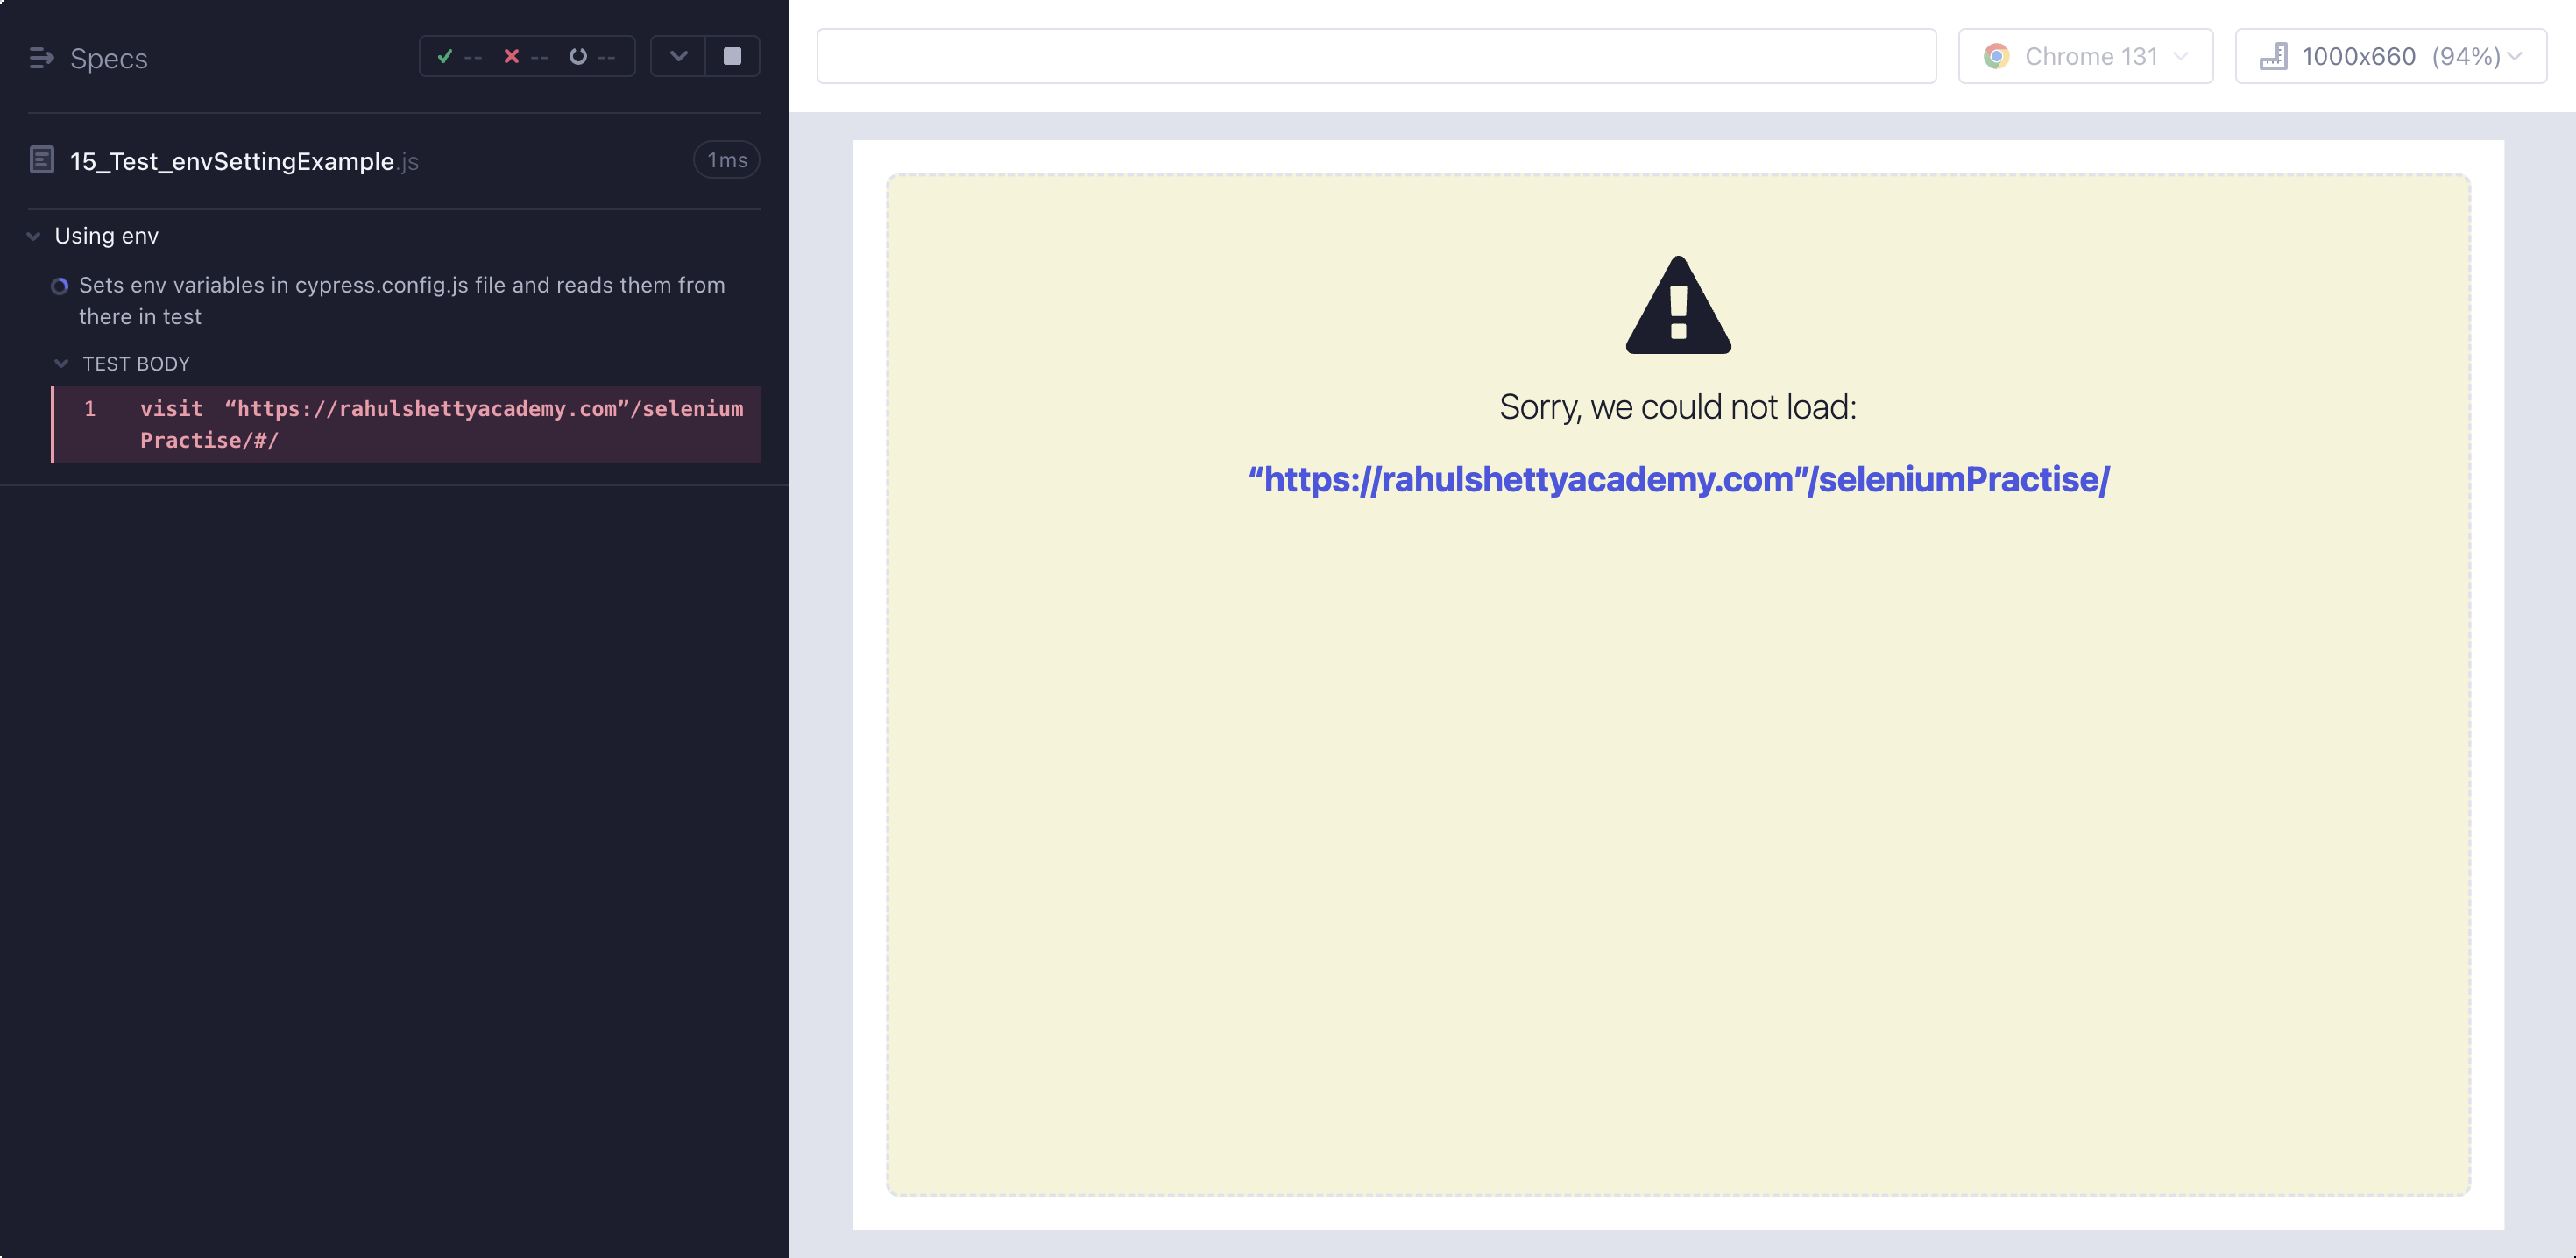 Specs
-- -- --
15_Test_envSettingExample.js
1ms
Using env
Sets env variables in cypress.config.js file and reads them from
there in test
TEST BODY
1 visit “https://rahulshettyacademy.com”/selenium
Practise/#/
Chrome 131
1000x660 (94%)
Sorry, we could not load:
“https://rahulshettyacademy.com”/seleniumPractise/